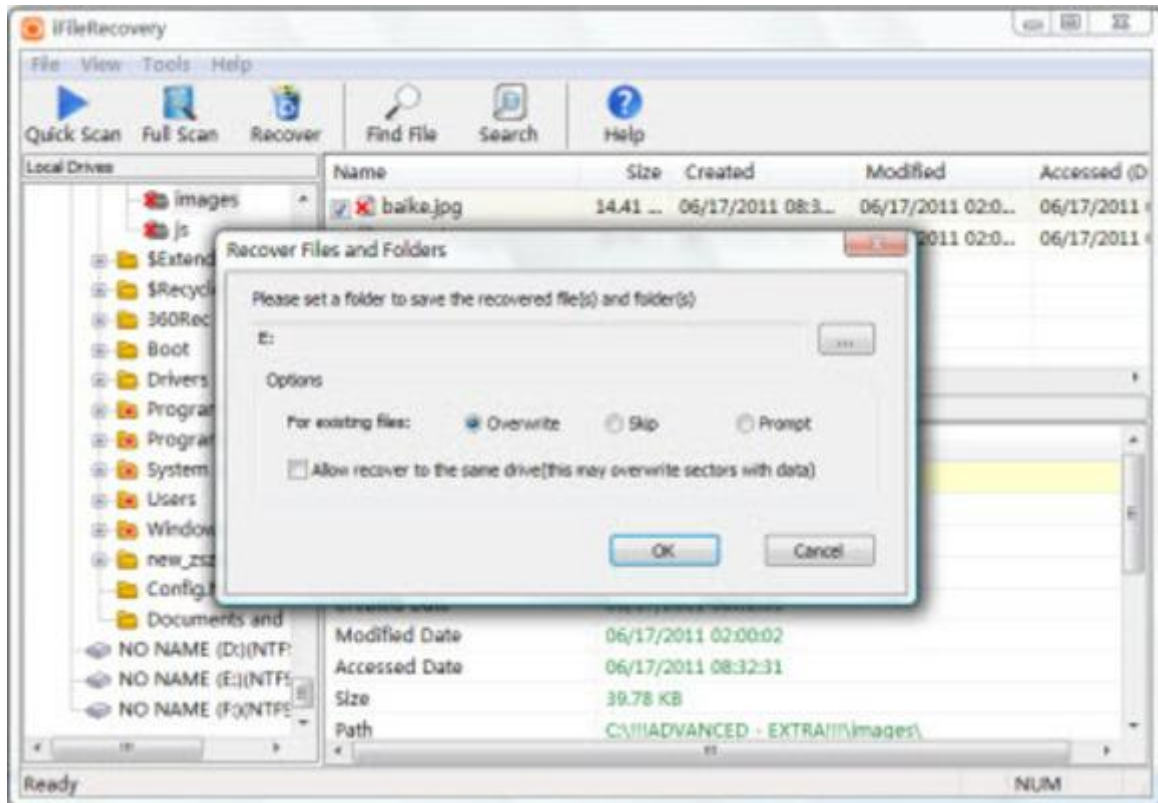 iFileRecovery
File View Tools Help
Quick Scan Full Scan Recover Find File Search Help
Local Drives
Name Size Created Modified Accessed (D
images
baike.jpg 14.41 ... 06/17/2011 08:3... 06/17/2011 02:0... 06/17/2011
js
2011 02:0... 06/17/2011
$Extend
$Recycl
360Rec
Boot
Drivers
Program
Program
System
Users
Window
new_zsz
Config.
Documents and
NO NAME (D:)(NTFS
NO NAME (E:)(NTFS
NO NAME (F:)(NTFS
Recover Files and Folders
Please set a folder to save the recovered file(s) and folder(s)
E:
...
Options
For existing files: Overwrite Skip Prompt
Allow recover to the same drive(this may overwrite sectors with data)
OK Cancel
Modified Date 06/17/2011 02:00:02
Accessed Date 06/17/2011 08:32:31
Size 39.78 KB
Path C:\!!!ADVANCED - EXTRA!!!\images\
Ready NUM